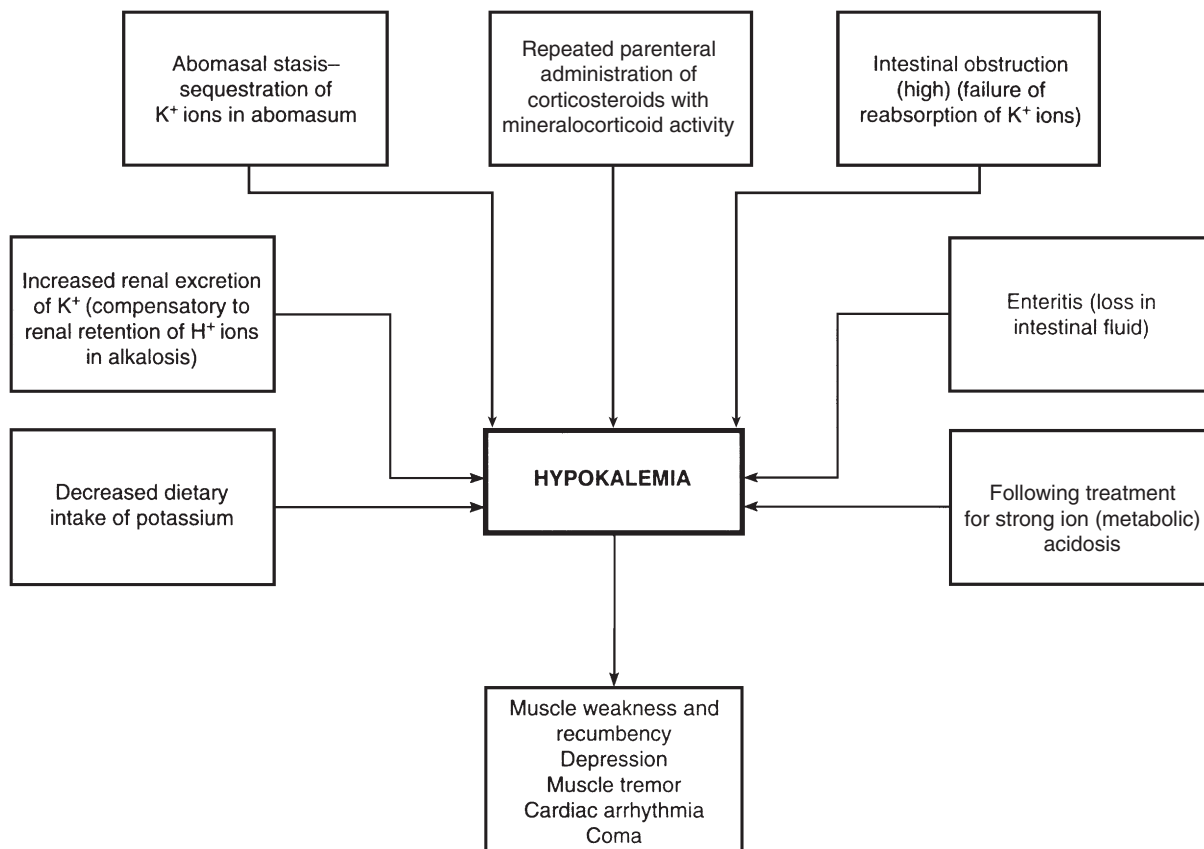 Abomasal stasis–
sequestration of
K⁺ ions in abomasum
Repeated parenteral
administration of
corticosteroids with
mineralocorticoid activity
Intestinal obstruction
(high) (failure of
reabsorption of K⁺ ions)
Increased renal excretion
of K⁺ (compensatory to
renal retention of H⁺ ions
in alkalosis)
Enteritis (loss in
intestinal fluid)
Decreased dietary
intake of potassium
HYPOKALEMIA
Following treatment
for strong ion (metabolic)
acidosis
Muscle weakness and
recumbency
Depression
Muscle tremor
Cardiac arrhythmia
Coma